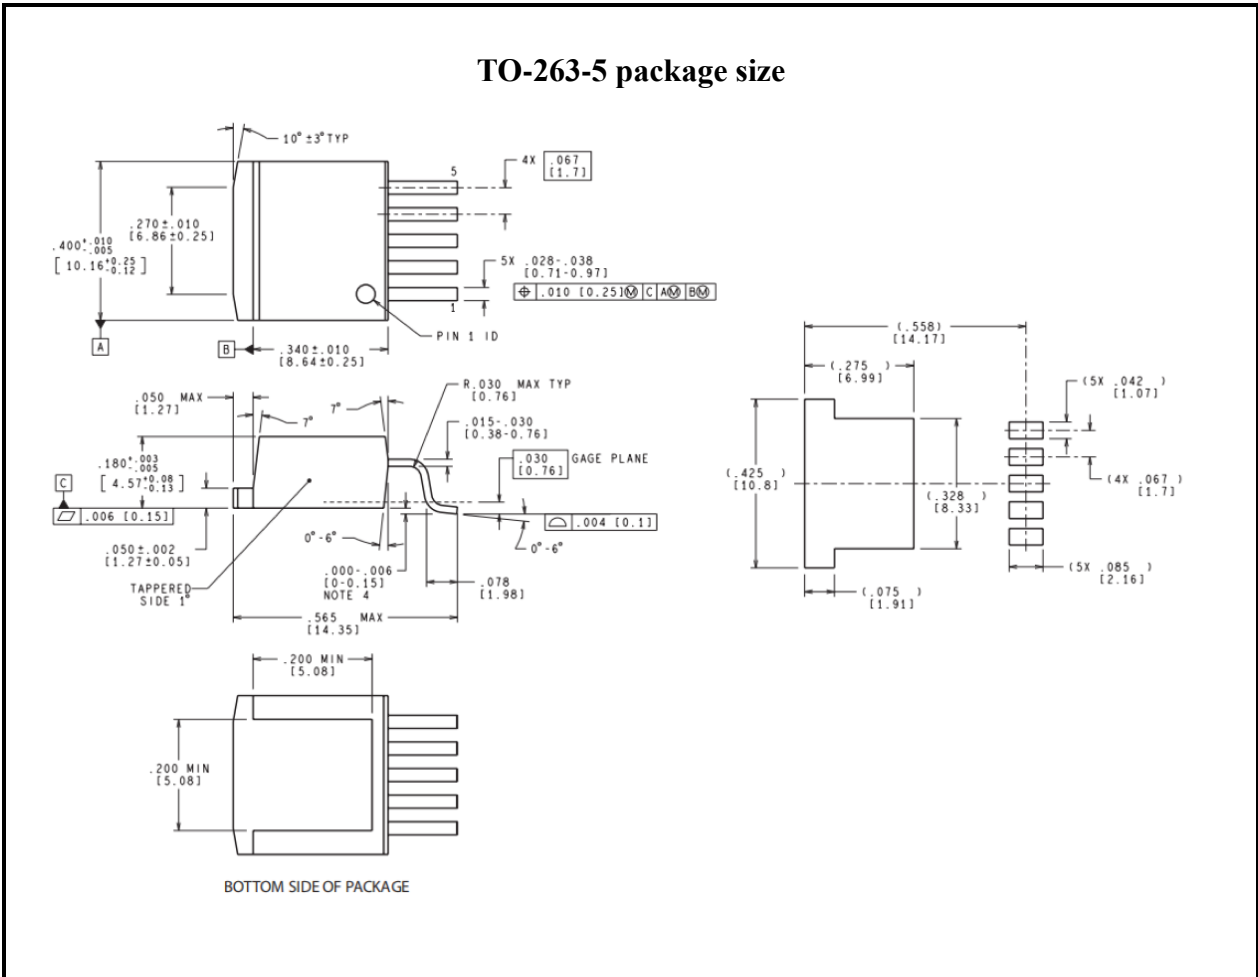 TO-263-5 package size
10° ±3° TYP
5
4X .067
[1.7]
.270±.010
[6.86±0.25]
.400+.010
-.005
[ 10.16+0.25
-0.12 ]
5X .028-.038
[0.71-0.97]
⌖ .010 [0.25]Ⓜ C AⓂ BⓂ
1
PIN 1 ID
A
B
.340±.010
[8.64±0.25]
(.558)
[14.17]
(.275 )
[6.99]
(5X .042 )
[1.07]
(.425 )
[10.8]
(.328 )
[8.33]
(4X .067 )
[1.7]
(5X .085 )
[2.16]
(.075 )
[1.91]
.050 MAX
[1.27]
7°
7°
R.030 MAX TYP
[0.76]
.015-.030
[0.38-0.76]
.030
[0.76]
GAGE PLANE
.180+.003
-.005
[ 4.57+0.08
-0.13 ]
C
⏥ .006 [0.15]
⌓ .004 [0.1]
0°-6°
0°-6°
.050±.002
[1.27±0.05]
TAPPERED
SIDE 1°
.000-.006
[0-0.15]
NOTE 4
.078
[1.98]
.565 MAX
[14.35]
.200 MIN
[5.08]
.200 MIN
[5.08]
BOTTOM SIDE OF PACKAGE